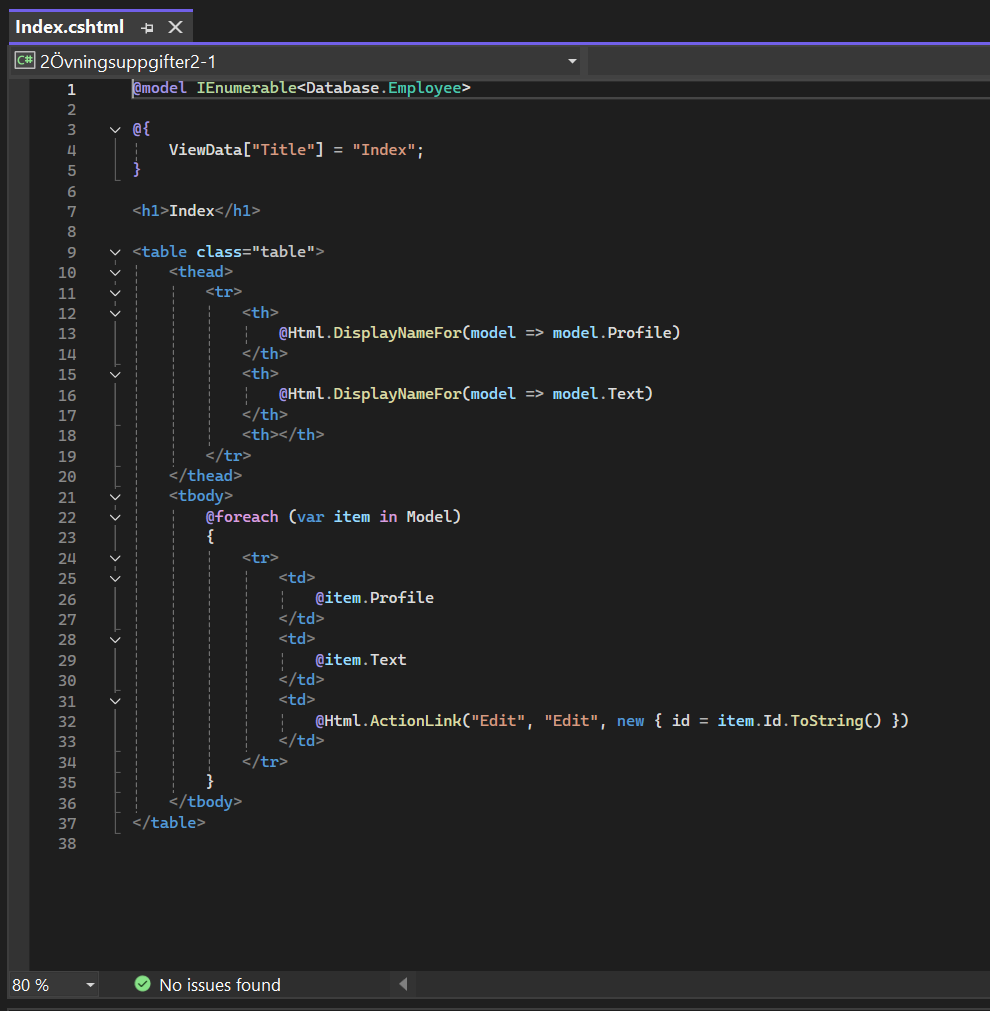 Index.cshtml
C# 2Övningsuppgifter2-1
1 @model IEnumerable<Database.Employee>
2
3 @{
4     ViewData["Title"] = "Index";
5 }
6
7 <h1>Index</h1>
8
9 <table class="table">
10     <thead>
11         <tr>
12             <th>
13                 @Html.DisplayNameFor(model => model.Profile)
14             </th>
15             <th>
16                 @Html.DisplayNameFor(model => model.Text)
17             </th>
18             <th></th>
19         </tr>
20     </thead>
21     <tbody>
22         @foreach (var item in Model)
23         {
24             <tr>
25                 <td>
26                     @item.Profile
27                 </td>
28                 <td>
29                     @item.Text
30                 </td>
31                 <td>
32                     @Html.ActionLink("Edit", "Edit", new { id = item.Id.ToString() })
33                 </td>
34             </tr>
35         }
36     </tbody>
37 </table>
38
80 % No issues found